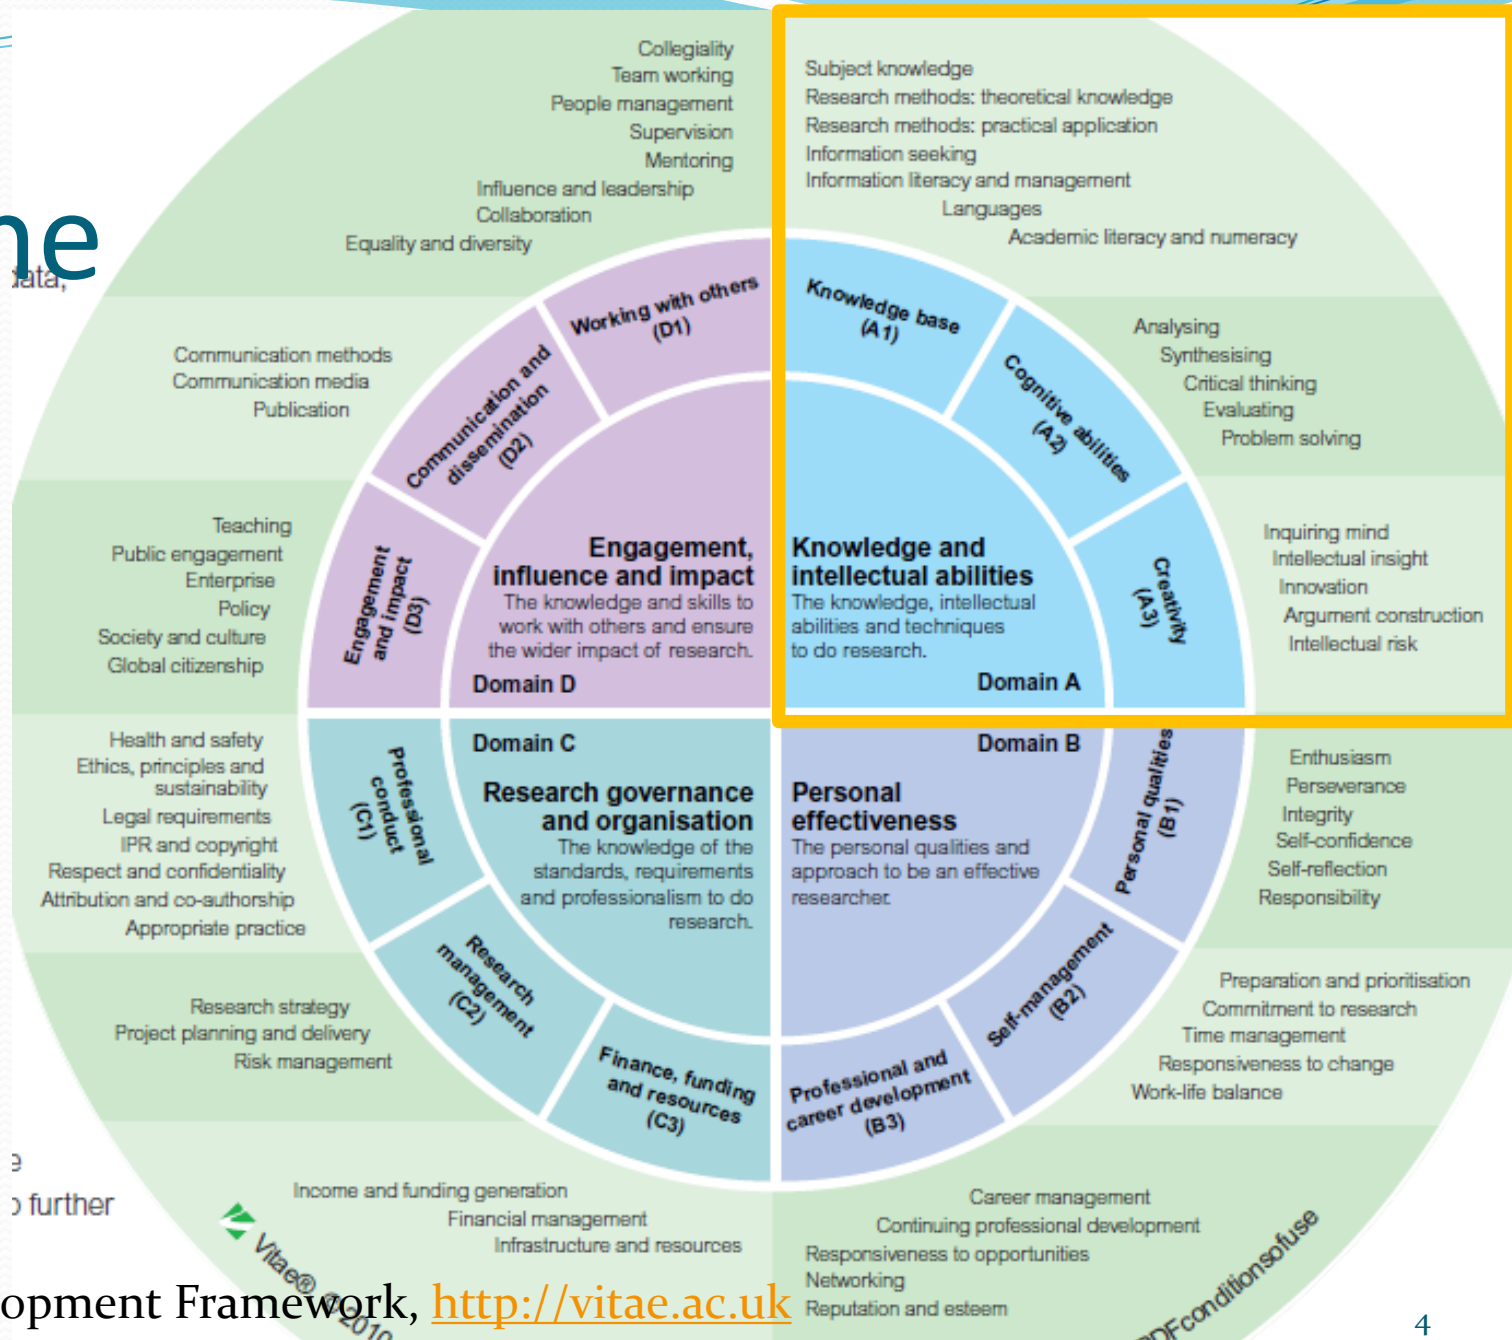 Collegiality
Team working
People management
Supervision
Mentoring
Influence and leadership
Collaboration
Equality and diversity
Subject knowledge
Research methods: theoretical knowledge
Research methods: practical application
Information seeking
Information literacy and management
Languages
Academic literacy and numeracy
Working with others
(D1)
Knowledge base
(A1)
Communication methods
Communication media
Publication
Communication and
dissemination
(D2)
Cognitive abilities
(A2)
Analysing
Synthesising
Critical thinking
Evaluating
Problem solving
Teaching
Public engagement
Enterprise
Policy
Society and culture
Global citizenship
Engagement
and impact
(D3)
Engagement,
influence and impact
The knowledge and skills to
work with others and ensure
the wider impact of research.
Domain D
Knowledge and
intellectual abilities
The knowledge, intellectual
abilities and techniques
to do research.
Domain A
Creativity
(A3)
Inquiring mind
Intellectual insight
Innovation
Argument construction
Intellectual risk
Health and safety
Ethics, principles and
sustainability
Legal requirements
IPR and copyright
Respect and confidentiality
Attribution and co-authorship
Appropriate practice
Professional
conduct
(C1)
Domain C
Research governance
and organisation
The knowledge of the
standards, requirements
and professionalism to do
research.
Domain B
Personal
effectiveness
The personal qualities and
approach to be an effective
researcher.
Personal qualities
(B1)
Enthusiasm
Perseverance
Integrity
Self-confidence
Self-reflection
Responsibility
Research strategy
Project planning and delivery
Risk management
Research
management
(C2)
Self-management
(B2)
Preparation and prioritisation
Commitment to research
Time management
Responsiveness to change
Work-life balance
Finance, funding
and resources
(C3)
Professional and
career development
(B3)
Income and funding generation
Financial management
Infrastructure and resources
Career management
Continuing professional development
Responsiveness to opportunities
Networking
Reputation and esteem
further
Vitae® © 2010
conditionsofuse
Framework, http://vitae.ac.uk
4